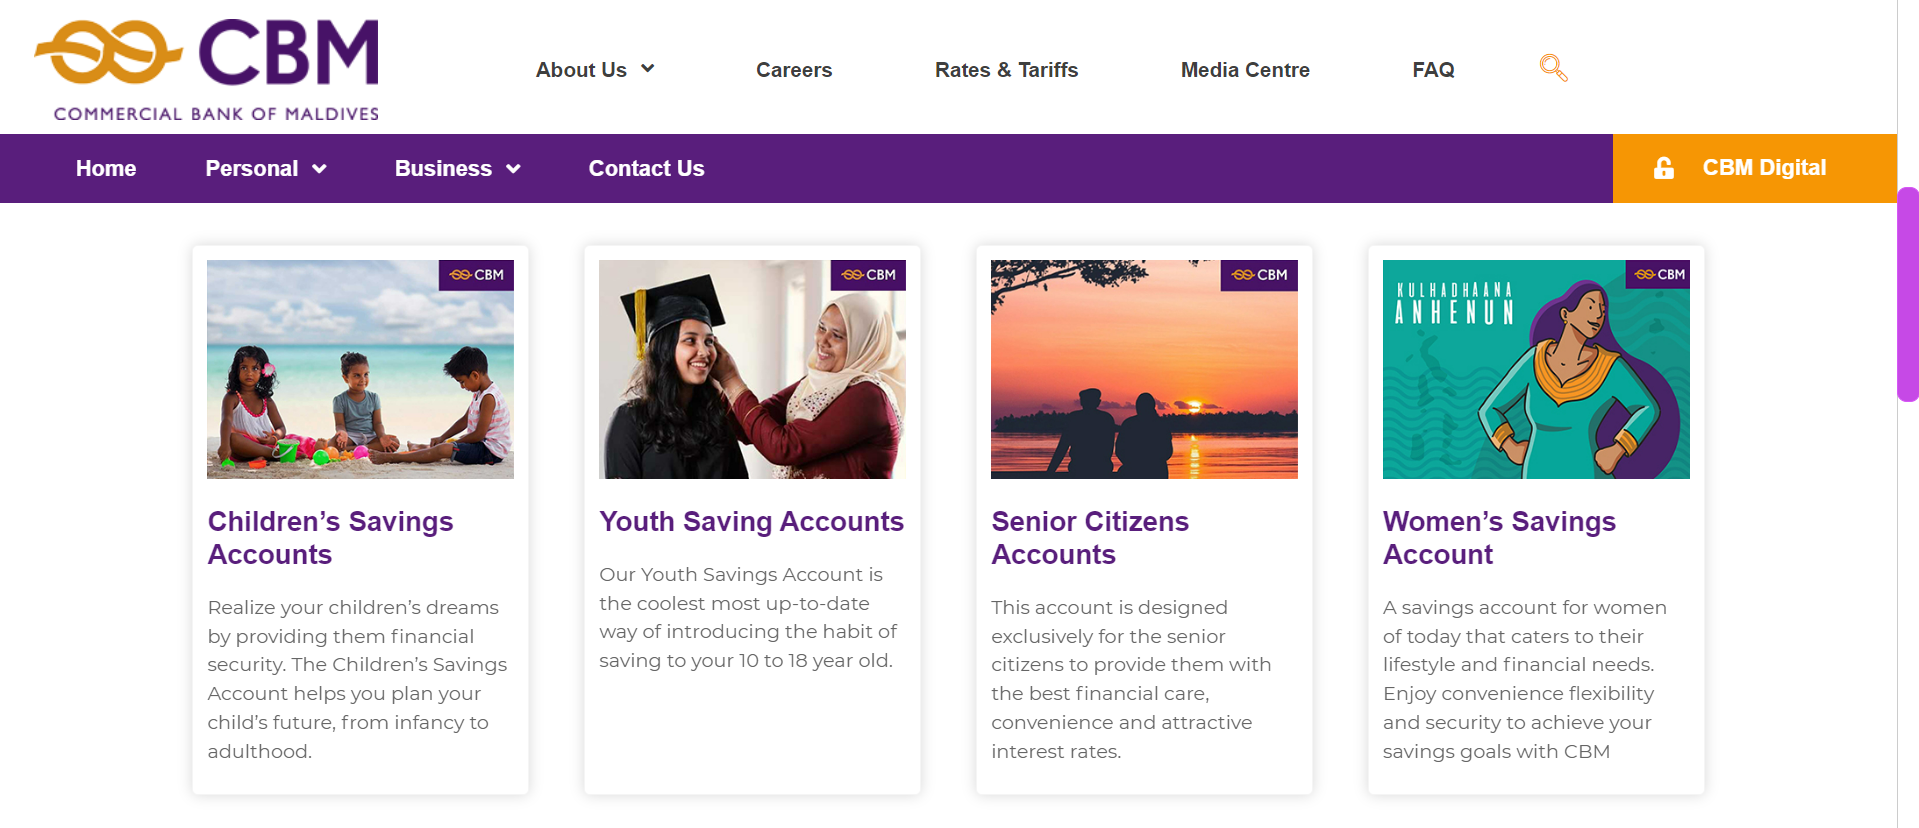 CBM
COMMERCIAL BANK OF MALDIVES
About Us
Careers
Rates & Tariffs
Media Centre
FAQ
Home
Personal
Business
Contact Us
CBM Digital
CBM
Children’s Savings
Accounts
Realize your children’s dreams
by providing them financial
security. The Children’s Savings
Account helps you plan your
child’s future, from infancy to
adulthood.
CBM
Youth Saving Accounts
Our Youth Savings Account is
the coolest most up-to-date
way of introducing the habit of
saving to your 10 to 18 year old.
CBM
Senior Citizens
Accounts
This account is designed
exclusively for the senior
citizens to provide them with
the best financial care,
convenience and attractive
interest rates.
CBM
KULHADHAANA
ANHENUN
Women’s Savings
Account
A savings account for women
of today that caters to their
lifestyle and financial needs.
Enjoy convenience flexibility
and security to achieve your
savings goals with CBM